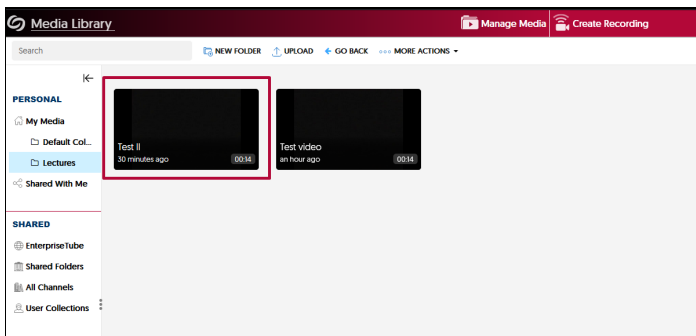 Media Library
Manage Media
Create Recording
Search
NEW FOLDER
UPLOAD
GO BACK
MORE ACTIONS
PERSONAL
My Media
Default Col...
Lectures
Shared With Me
SHARED
EnterpriseTube
Shared Folders
All Channels
User Collections
Test II
30 minutes ago
00:14
Test video
an hour ago
00:14